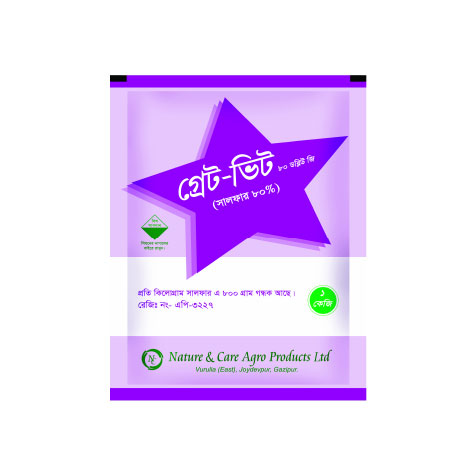 গ্রেট-ভিট ৮০ ডব্লিউ জি
(সালফার ৮০%)
প্রতি কিলোগ্রাম সালফার এ ৮০০ গ্রাম গন্ধক আছে।
রেজিঃ নং- এপি-৩২২৭
১
কেজি
Nature & Care Agro Products Ltd
Vurulia (East), Joydevpur, Gazipur.